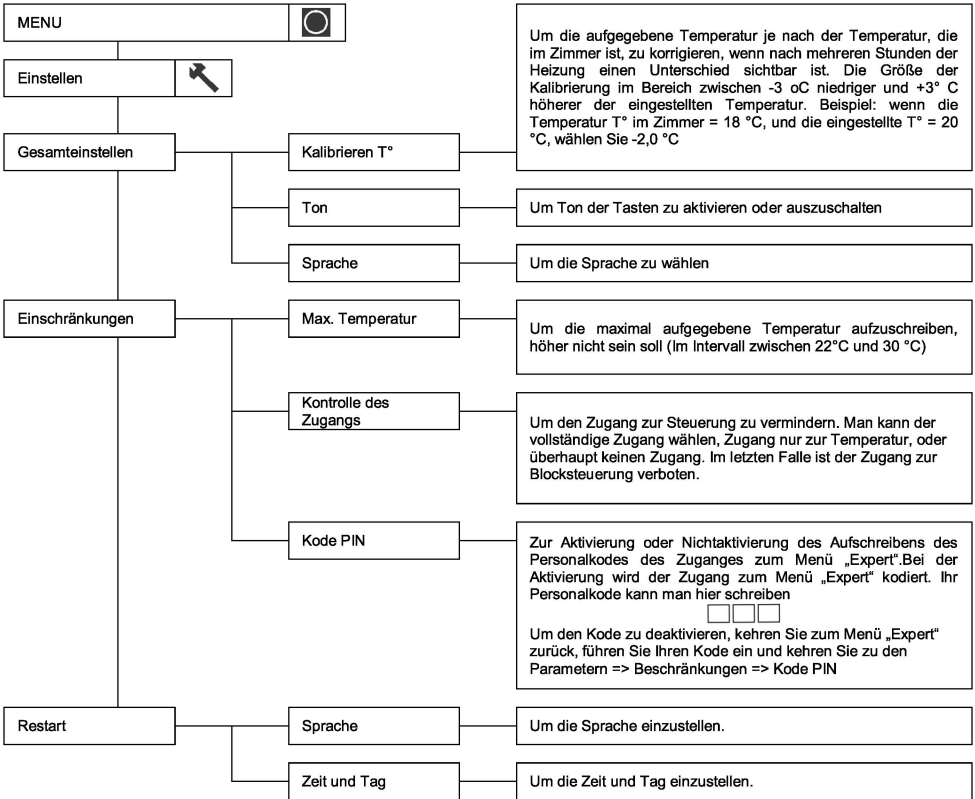 MENU
Einstellen
Um die aufgegebene Temperatur je nach der Temperatur, die
im Zimmer ist, zu korrigieren, wenn nach mehreren Stunden der
Heizung einen Unterschied sichtbar ist. Die Größe der
Kalibrierung im Bereich zwischen -3 oC niedriger und +3° C
höherer der eingestellten Temperatur. Beispiel: wenn die
Temperatur T° im Zimmer = 18 °C, und die eingestellte T° = 20
°C, wählen Sie -2,0 °C
Gesamteinstellen
Kalibrieren T°
Ton
Um Ton der Tasten zu aktivieren oder auszuschalten
Sprache
Um die Sprache zu wählen
Einschränkungen
Max. Temperatur
Um die maximal aufgegebene Temperatur aufzuschreiben,
höher nicht sein soll (Im Intervall zwischen 22°C und 30 °C)
Kontrolle des
Zugangs
Um den Zugang zur Steuerung zu vermindern. Man kann der
vollständige Zugang wählen, Zugang nur zur Temperatur, oder
überhaupt keinen Zugang. Im letzten Falle ist der Zugang zur
Blocksteuerung verboten.
Kode PIN
Zur Aktivierung oder Nichtaktivierung des Aufschreibens des
Personalkodes des Zuganges zum Menü „Expert“.Bei der
Aktivierung wird der Zugang zum Menü „Expert“ kodiert. Ihr
Personalkode kann man hier schreiben
Um den Kode zu deaktivieren, kehren Sie zum Menü „Expert“
zurück, führen Sie Ihren Kode ein und kehren Sie zu den
Parametern => Beschränkungen => Kode PIN
Restart
Sprache
Um die Sprache einzustellen.
Zeit und Tag
Um die Zeit und Tag einzustellen.